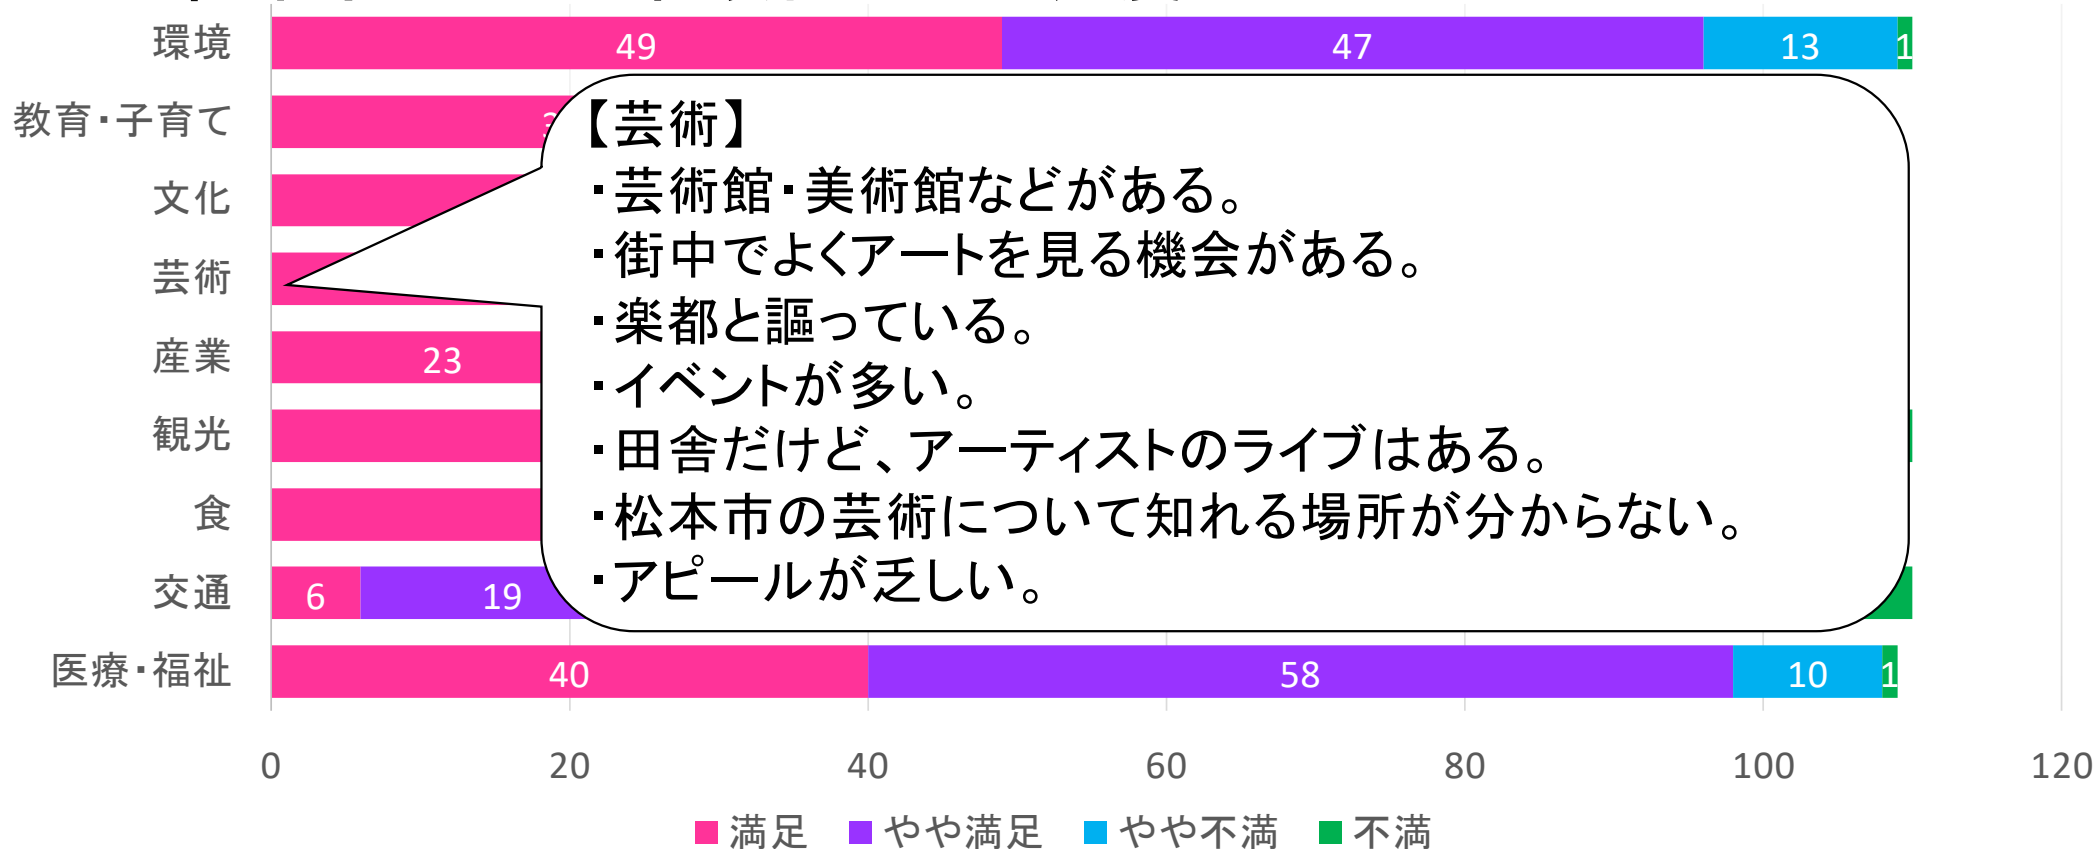 環境 49 47 13 1
教育・子育て
文化
芸術
産業 23
観光
食
交通 6 19
医療・福祉 40 58 10 1
【芸術】
・芸術館・美術館などがある。
・街中でよくアートを見る機会がある。
・楽都と謳っている。
・イベントが多い。
・田舎だけど、アーティストのライブはある。
・松本市の芸術について知れる場所が分からない。
・アピールが乏しい。
0 20 40 60 80 100 120
満足 やや満足 やや不満 不満